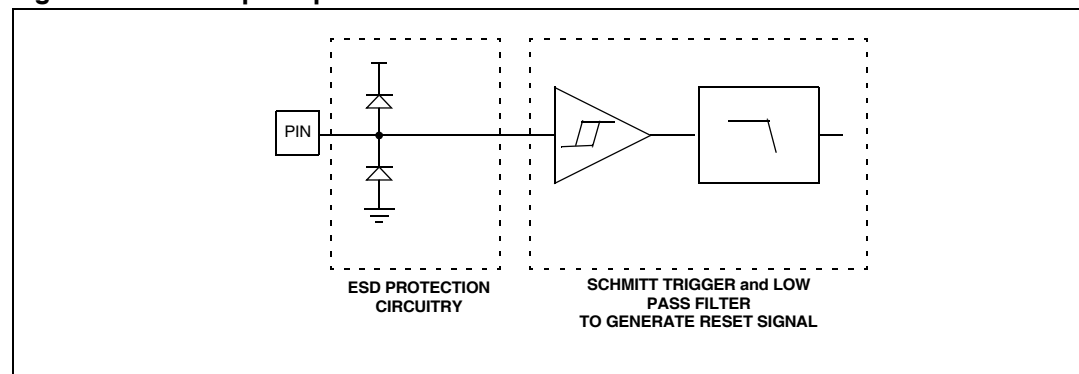 PIN
ESD PROTECTION
CIRCUITRY
SCHMITT TRIGGER and LOW
PASS FILTER
TO GENERATE RESET SIGNAL